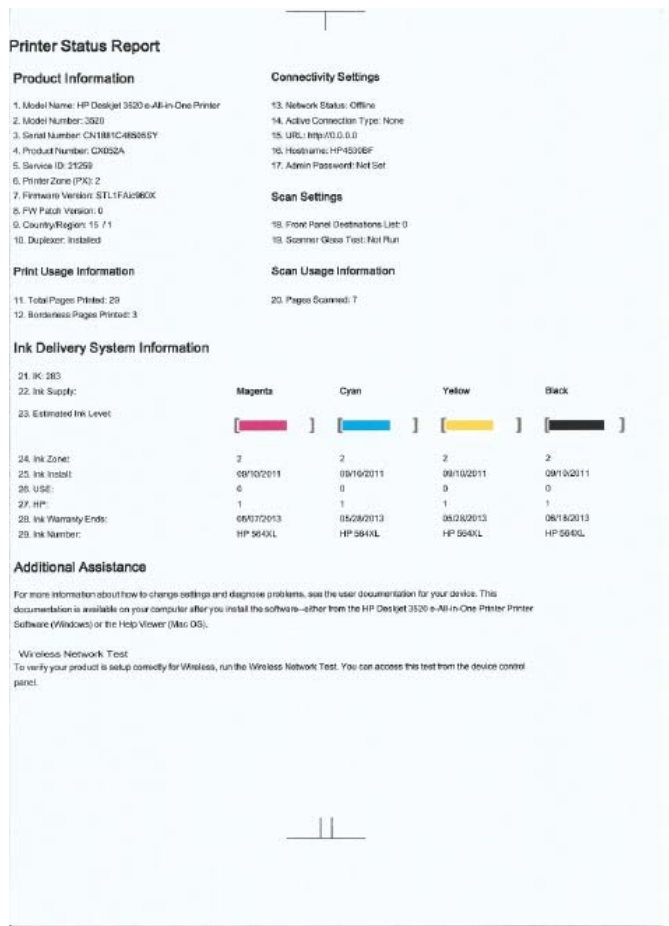 Printer Status Report
Product Information
1. Model Name: HP Deskjet 3520 e-All-in-One Printer
2. Model Number: 3520
3. Serial Number: CN1881C48505SY
4. Product Number: CX052A
5. Service ID: 21259
6. Printer Zone (PX): 2
7. Firmware Version:
8. FW Patch Version: 0
9. Country/Region: 15 / 1
10. Duplexer: Installed
Connectivity Settings
13. Network Status: Offline
14. Active Connection Type: None
15. URL: http://0.0.0.0
16. Hostname: HP4530BF
17. Admin Password: Not Set
Scan Settings
18. Front Panel Destinations List: 0
19. Scanner Glass Test: Not Run
Print Usage Information
11. Total Pages Printed: 29
12. Borderless Pages Printed: 3
Scan Usage Information
20. Pages Scanned: 7
Ink Delivery System Information
21. IK: 283
22. Ink Supply: Magenta Cyan Yellow Black
23. Estimated Ink Level: [ ] [ ] [ ] [ ]
24. Ink Zone: 2 2 2 2
25. Ink Install: 09/10/2011 09/10/2011 09/10/2011 09/10/2011
26. USE: 0 0 0
27. HP: 1 1 1 1
28. Ink Warranty Ends: 05/28/2013 05/28/2013 06/18/2013
29. Ink Number: HP 564XL HP 564XL HP 564XL HP 564XL
Additional Assistance
For more information about how to change settings and diagnose problems, see the user documentation for your device. This
documentation is available on your computer after you install the software--either from the HP Deskjet 3520 e-All-in-One Printer Printer
Software (Windows) or the Help Viewer (Mac OS).
Wireless Network Test
To verify your product is setup correctly for Wireless, run the Wireless Network Test. You can access this test from the device control
panel.